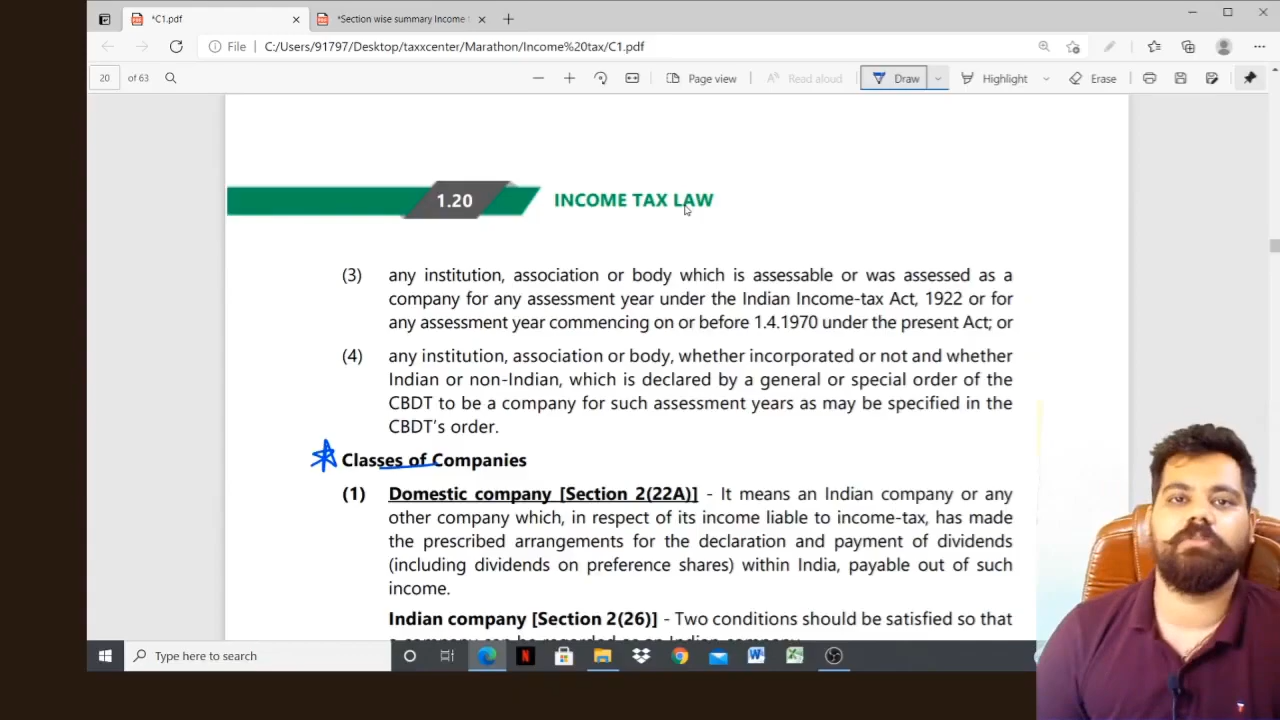 *C1.pdf
*Section wise summary Income
File
C:/Users/91797/Desktop/taxxcenter/Marathon/Income%20tax/C1.pdf
20 of 63
Page view
Read aloud
Draw
Highlight
Erase
1.20 INCOME TAX LAW
(3) any institution, association or body which is assessable or was assessed as a
company for any assessment year under the Indian Income-tax Act, 1922 or for
any assessment year commencing on or before 1.4.1970 under the present Act; or
(4) any institution, association or body, whether incorporated or not and whether
Indian or non-Indian, which is declared by a general or special order of the
CBDT to be a company for such assessment years as may be specified in the
CBDT's order.
Classes of Companies
(1) Domestic company [Section 2(22A)] - It means an Indian company or any
other company which, in respect of its income liable to income-tax, has made
the prescribed arrangements for the declaration and payment of dividends
(including dividends on preference shares) within India, payable out of such
income.
Indian company [Section 2(26)] - Two conditions should be satisfied so that
a company can be regarded as an Indian company
Type here to search